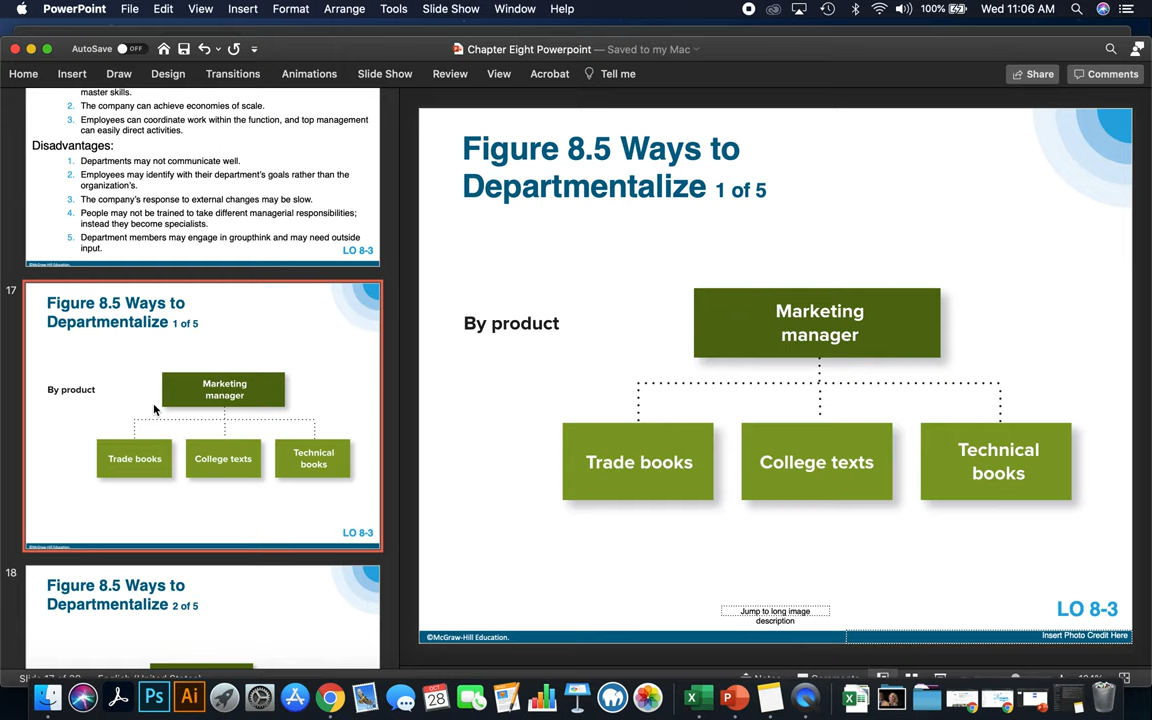 PowerPoint File Edit View Insert Format Arrange Tools Slide Show Window Help 100% Wed 11:06 AM
AutoSave OFF Chapter Eight Powerpoint — Saved to my Mac
Home Insert Draw Design Transitions Animations Slide Show Review View Acrobat Tell me Share Comments
master skills.
2. The company can achieve economies of scale.
3. Employees can coordinate work within the function, and top management
can easily direct activities.
Disadvantages:
1. Departments may not communicate well.
2. Employees may identify with their department's goals rather than the
organization's.
3. The company's response to external changes may be slow.
4. People may not be trained to take different managerial responsibilities;
instead they become specialists.
5. Department members may engage in groupthink and may need outside
input.
LO 8-3
©McGraw-Hill Education.
17
Figure 8.5 Ways to
Departmentalize 1 of 5
By product
Marketing
manager
Trade books
College texts
Technical
books
LO 8-3
©McGraw-Hill Education.
18
Figure 8.5 Ways to
Departmentalize 2 of 5
Figure 8.5 Ways to
Departmentalize 1 of 5
By product
Marketing
manager
Trade books
College texts
Technical
books
Jump to long image
description
LO 8-3
©McGraw-Hill Education.
Insert Photo Credit Here
Ps
Ai
OCT
28